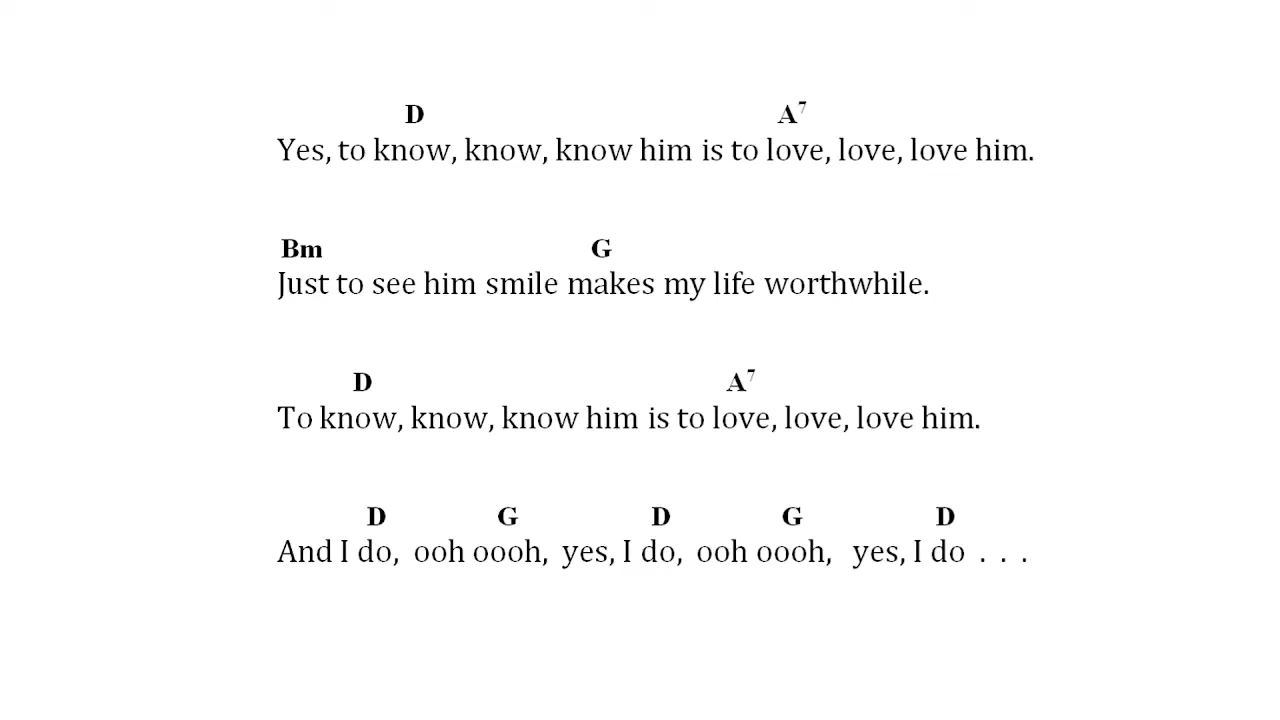 D A⁷
Yes, to know, know, know him is to love, love, love him.
Bm G
Just to see him smile makes my life worthwhile.
D A⁷
To know, know, know him is to love, love, love him.
D G D G D
And I do, ooh oooh, yes, I do, ooh oooh, yes, I do . . .